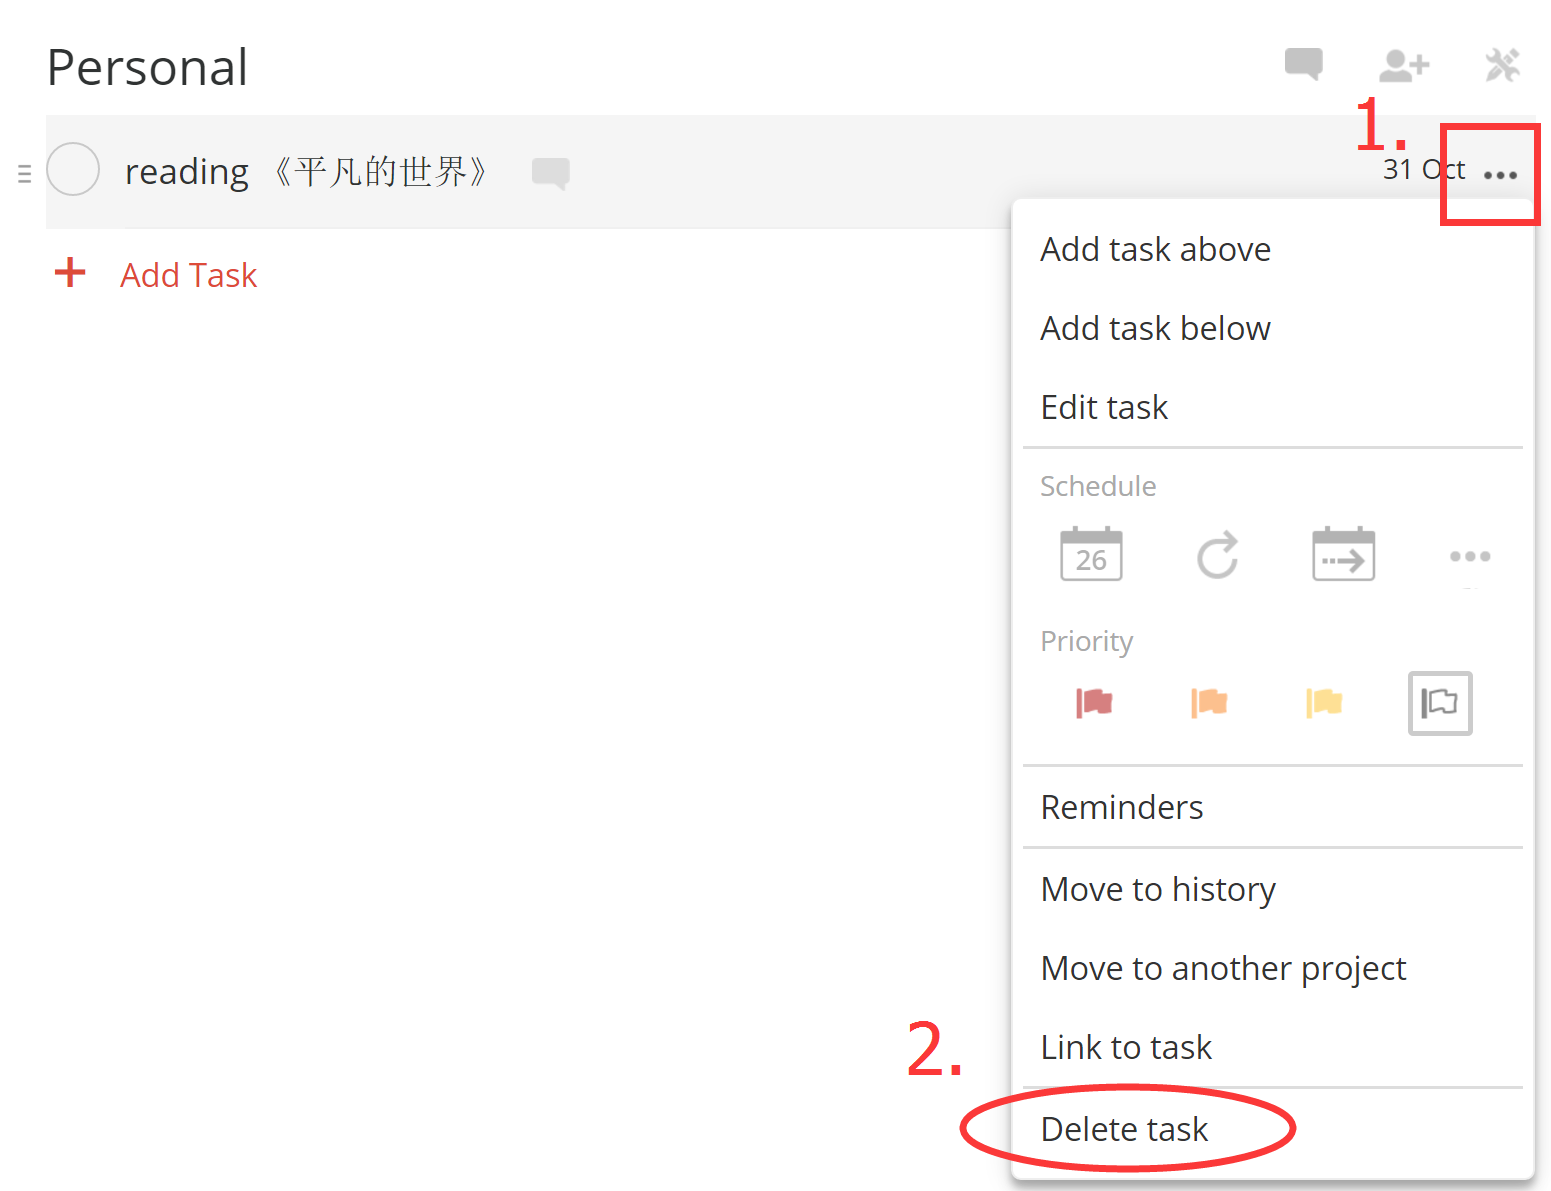 Personal
1.
reading 《平凡的世界》
31 Oct
Add task above
Add task below
Add Task
Edit task
Schedule
26
Priority
Reminders
Move to history
Move to another project
Link to task
2.
Delete task